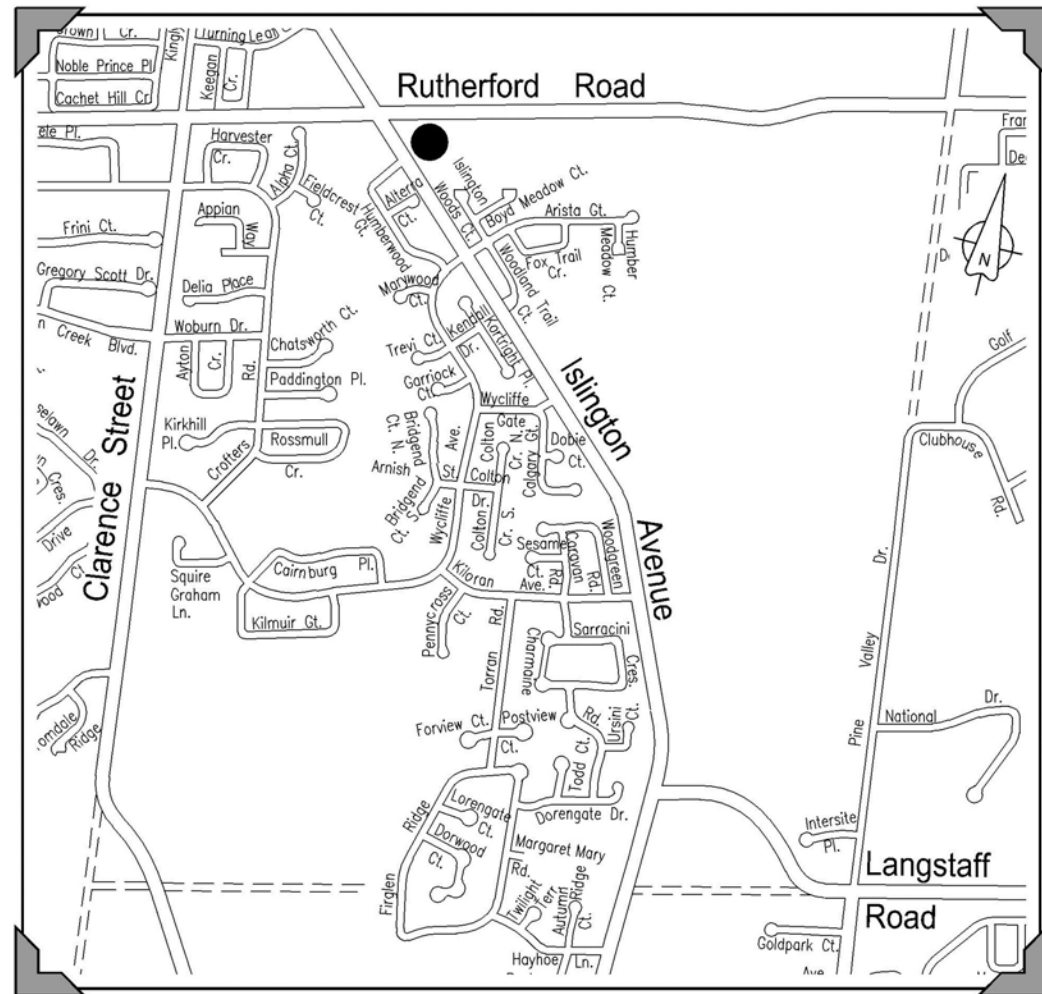 Cr.
Turning Leaf
Noble Prince Pl
Cachet Hill Cr
Keegan
Cr.
Rutherford Road
Pl.
Harvester
Cr.
Alpha Ct.
Fieldcrest
Ct.
Alterra
Ct.
Humberwood
Gt.
Islington
Woods Ct.
Boyd Meadow Ct.
Arista Gt.
Humber
Meadow Ct.
Fox Trail
Cr.
Woodland Trail
Ct.
Appian
Way
Frini Ct.
Gregory Scott Dr.
Delia Place
Marywood
Ct.
N
Creek Blvd.
Woburn Dr.
Ayton
Cr.
Rd.
Chatsworth Ct.
Paddington Pl.
Trevi Ct.
Kendall
Dr.
Kartright Pl.
Garriock
Ct.
Golf
Clubhouse
Rd.
Islington
Avenue
Wycliffe
Gate
Kirkhill
Pl.
Rossmull
Cr.
Crofters
Bridgend
Ct. N.
Arnish
St.
Bridgend
Ct. S.
Wycliffe
Ave.
Colton
Cr. N.
Colton
Dr.
Colton
Cr. S.
Calgary Gt.
Dobie
Ct.
Clarence Street
Dr.
Cres.
Drive
Ct.
Squire
Graham
Ln.
Cairnburg Pl.
Kilmuir Gt.
Kiloran
Ave.
Pennycross
Ct.
Sesame
Ct.
Caravan
Rd.
Woodgreen
Rd.
Sarracini
Cres.
Charmaine
Rd.
Torran
Rd.
Forview Ct.
Postview
Ct.
Ursini
Ct.
Todd Ct.
Dorengate Dr.
Pine Valley Dr.
National Dr.
Ridge
Firglen
Ridge
Lorengate
Ct.
Dorwood
Ct.
Margaret Mary
Rd.
Twilight
Terr.
Autumn
Ridge
Ct.
Hayhoe
Ln.
Intersite
Pl.
Langstaff
Road
Goldpark Ct.
Ave.